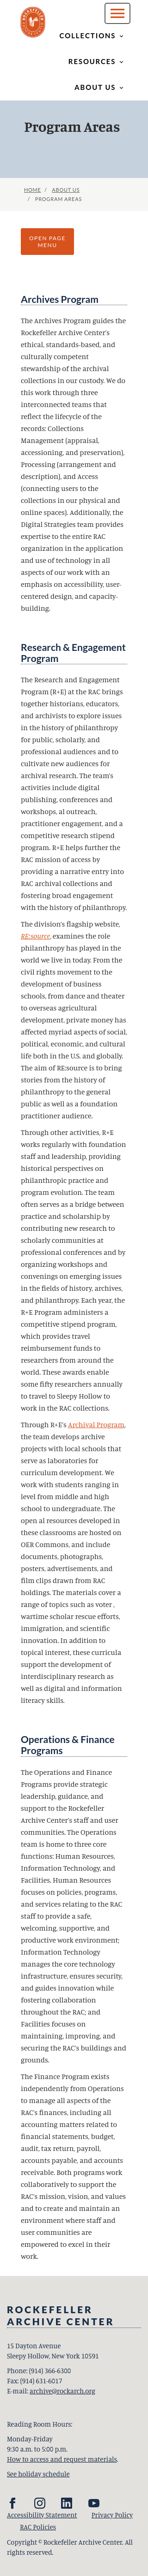 COLLECTIONS
RESOURCES
ABOUT US
Program Areas
HOME / ABOUT US
/ PROGRAM AREAS
OPEN PAGE
MENU
Archives Program
The Archives Program guides the
Rockefeller Archive Center's
ethical, standards-based, and
culturally competent
stewardship of the archival
collections in our custody. We do
this work through three
interconnected teams that
reflect the lifecycle of the
records: Collections
Management (appraisal,
accessioning, and preservation),
Processing (arrangement and
description), and Access
(connecting users to the
collections in our physical and
online spaces). Additionally, the
Digital Strategies team provides
expertise to the entire RAC
organization in the application
and use of technology in all
aspects of our work with an
emphasis on accessibility, user-
centered design, and capacity-
building.
Research & Engagement
Program
The Research and Engagement
Program (R+E) at the RAC brings
together historians, educators,
and archivists to explore issues
in the history of philanthropy
for public, scholarly, and
professional audiences and to
cultivate new audiences for
archival research. The team's
activities include digital
publishing, conferences and
workshops, al outreach,
practitioner engagement, and a
competitive research stipend
program. R+E helps further the
RAC mission of access by
providing a narrative entry into
RAC archival collections and
fostering broad engagement
with the history of philanthropy.
The division's flagship website,
RE:source, examines the role
philanthropy has played in the
world we live in today. From the
civil rights movement to the
development of business
schools, from dance and theater
to overseas agricultural
development, private money has
affected myriad aspects of social,
political, economic, and cultural
life both in the U.S. and globally.
The aim of RE:source is to bring
stories from the history of
philanthropy to the general
public as well as a foundation
practitioner audience.
Through other activities, R+E
works regularly with foundation
staff and leadership, providing
historical perspectives on
philanthropic practice and
program evolution. The team
often serves as a bridge between
practice and scholarship by
contributing new research to
scholarly communities at
professional conferences and by
organizing workshops and
convenings on emerging issues
in the fields of history, archives,
and philanthropy. Each year, the
R+E Program administers a
competitive stipend program,
which provides travel
reimbursement funds to
researchers from around the
world. These awards enable
some fifty researchers annually
to travel to Sleepy Hollow to
work in the RAC collections.
Through R+E's Archival Program,
the team develops archive
projects with local schools that
serve as laboratories for
curriculum development. We
work with students ranging in
level from middle and high
school to undergraduate. The
open al resources developed in
these classrooms are hosted on
OER Commons, and include
documents, photographs,
posters, advertisements, and
film clips drawn from RAC
holdings. The materials cover a
range of topics such as voter ,
wartime scholar rescue efforts,
immigration, and scientific
innovation. In addition to
topical interest, these curricula
support the development of
interdisciplinary research as
well as digital and information
literacy skills.
Operations & Finance
Programs
The Operations and Finance
Programs provide strategic
leadership, guidance, and
support to the Rockefeller
Archive Center's staff and user
communities. The Operations
team is home to three core
functions: Human Resources,
Information Technology, and
Facilities. Human Resources
focuses on policies, programs,
and services relating to the RAC
staff to provide a safe,
welcoming, supportive, and
productive work environment;
Information Technology
manages the core technology
infrastructure, ensures security,
and guides innovation while
fostering collaboration
throughout the RAC; and
Facilities focuses on
maintaining, improving, and
securing the RAC's buildings and
grounds.
The Finance Program exists
independently from Operations
to manage all aspects of the
RAC's finances, including all
accounting matters related to
financial statements, budget,
audit, tax return, payroll,
accounts payable, and accounts
receivable. Both programs work
collaboratively to support the
RAC's mission, vision, and values
and to create and maintain an
environment where staff and
user communities are
empowered to excel in their
work.
ROCKEFELLER
ARCHIVE CENTER
15 Dayton Avenue
Sleepy Hollow, New York 10591
Phone: (914) 366-6300
Fax: (914) 631-6017
E-mail: archive@rockarch.org
Reading Room Hours:
Monday-Friday
9:30 a.m. to 5:00 p.m.
How to access and request materials.
See holiday schedule
Accessibility Statement Privacy Policy
RAC Policies
Copyright © Rockefeller Archive Center. All
rights reserved.